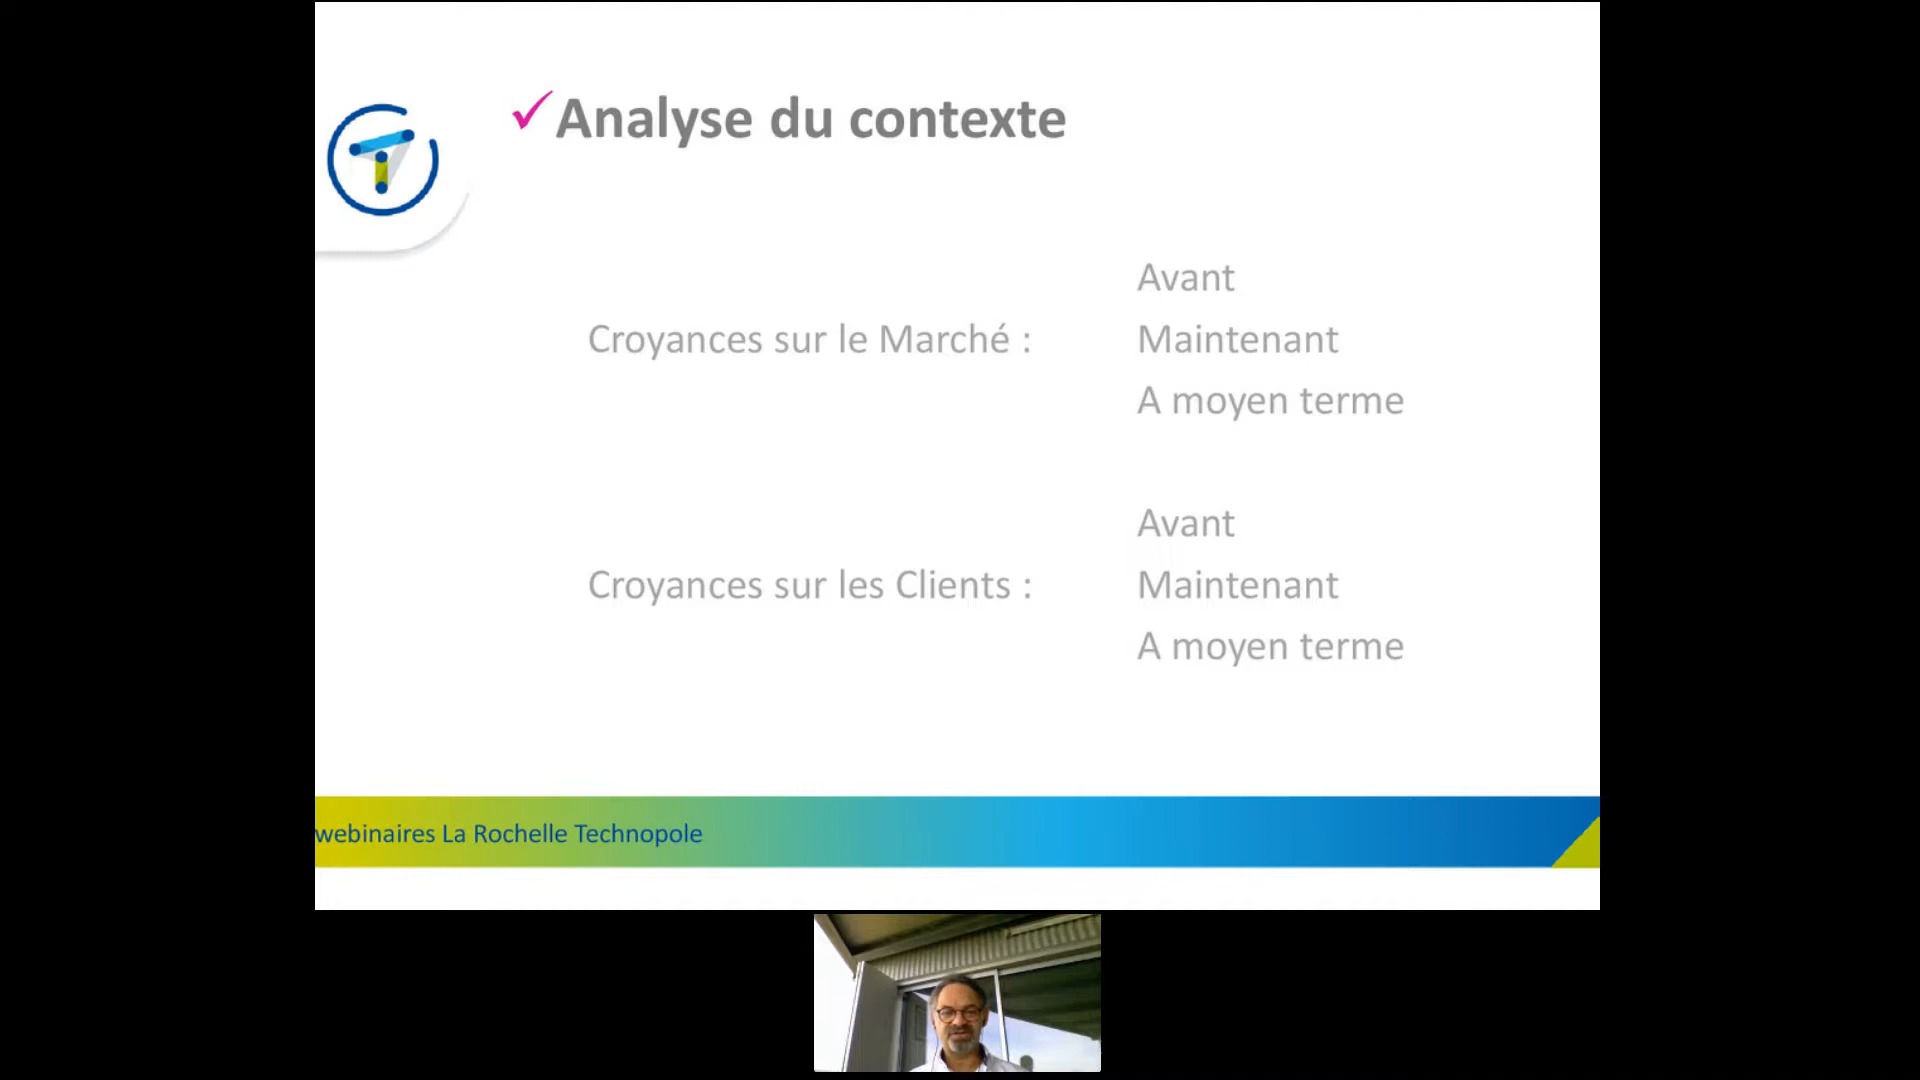 Analyse du contexte
Avant
Croyances sur le Marché :
Maintenant
A moyen terme
Avant
Croyances sur les Clients :
Maintenant
A moyen terme
webinaires La Rochelle Technopole